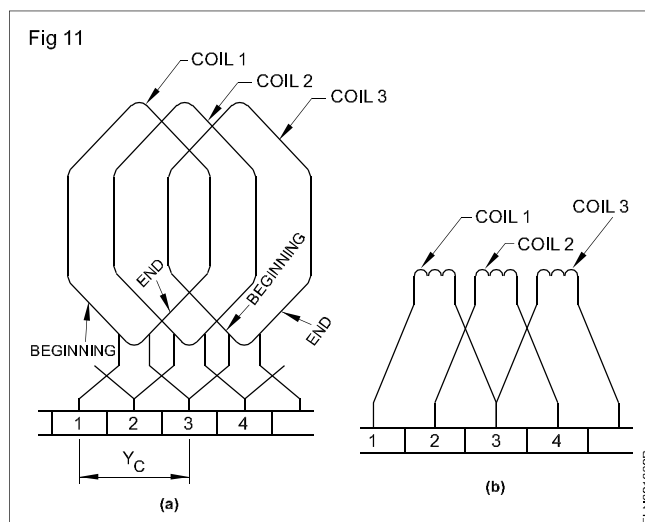 Fig 11
COIL 1
COIL 2
COIL 3
END
BEGINNING
BEGINNING
END
1 2 3 4
YC
(a)
COIL 1
COIL 2
COIL 3
1 2 3 4
(b)